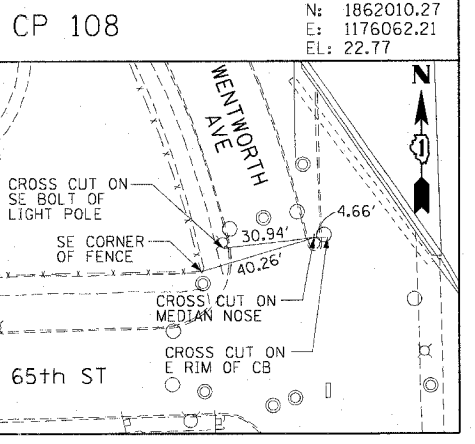 CP 108
N: 1862010.27
E: 1176062.21
EL: 22.77
WENTWORTH
AVE
N
1
CROSS CUT ON
SE BOLT OF
LIGHT POLE
4.66'
30.94'
SE CORNER
OF FENCE
40.26'
CROSS CUT ON
MEDIAN NOSE
CROSS CUT ON
E RIM OF CB
65th ST